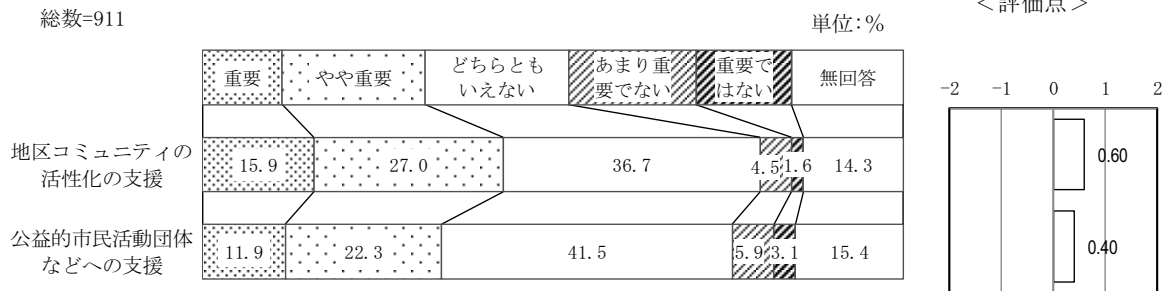 総数=911
単位:%
＜評価点＞
重要
やや重要
どちらとも
いえない
あまり重
要でない
重要で
はない
無回答
-2 -1 0 1 2
地区コミュニティの
活性化の支援
15.9 27.0 36.7 4.5 1.6 14.3
0.60
公益的市民活動団体
などへの支援
11.9 22.3 41.5 5.9 3.1 15.4
0.40